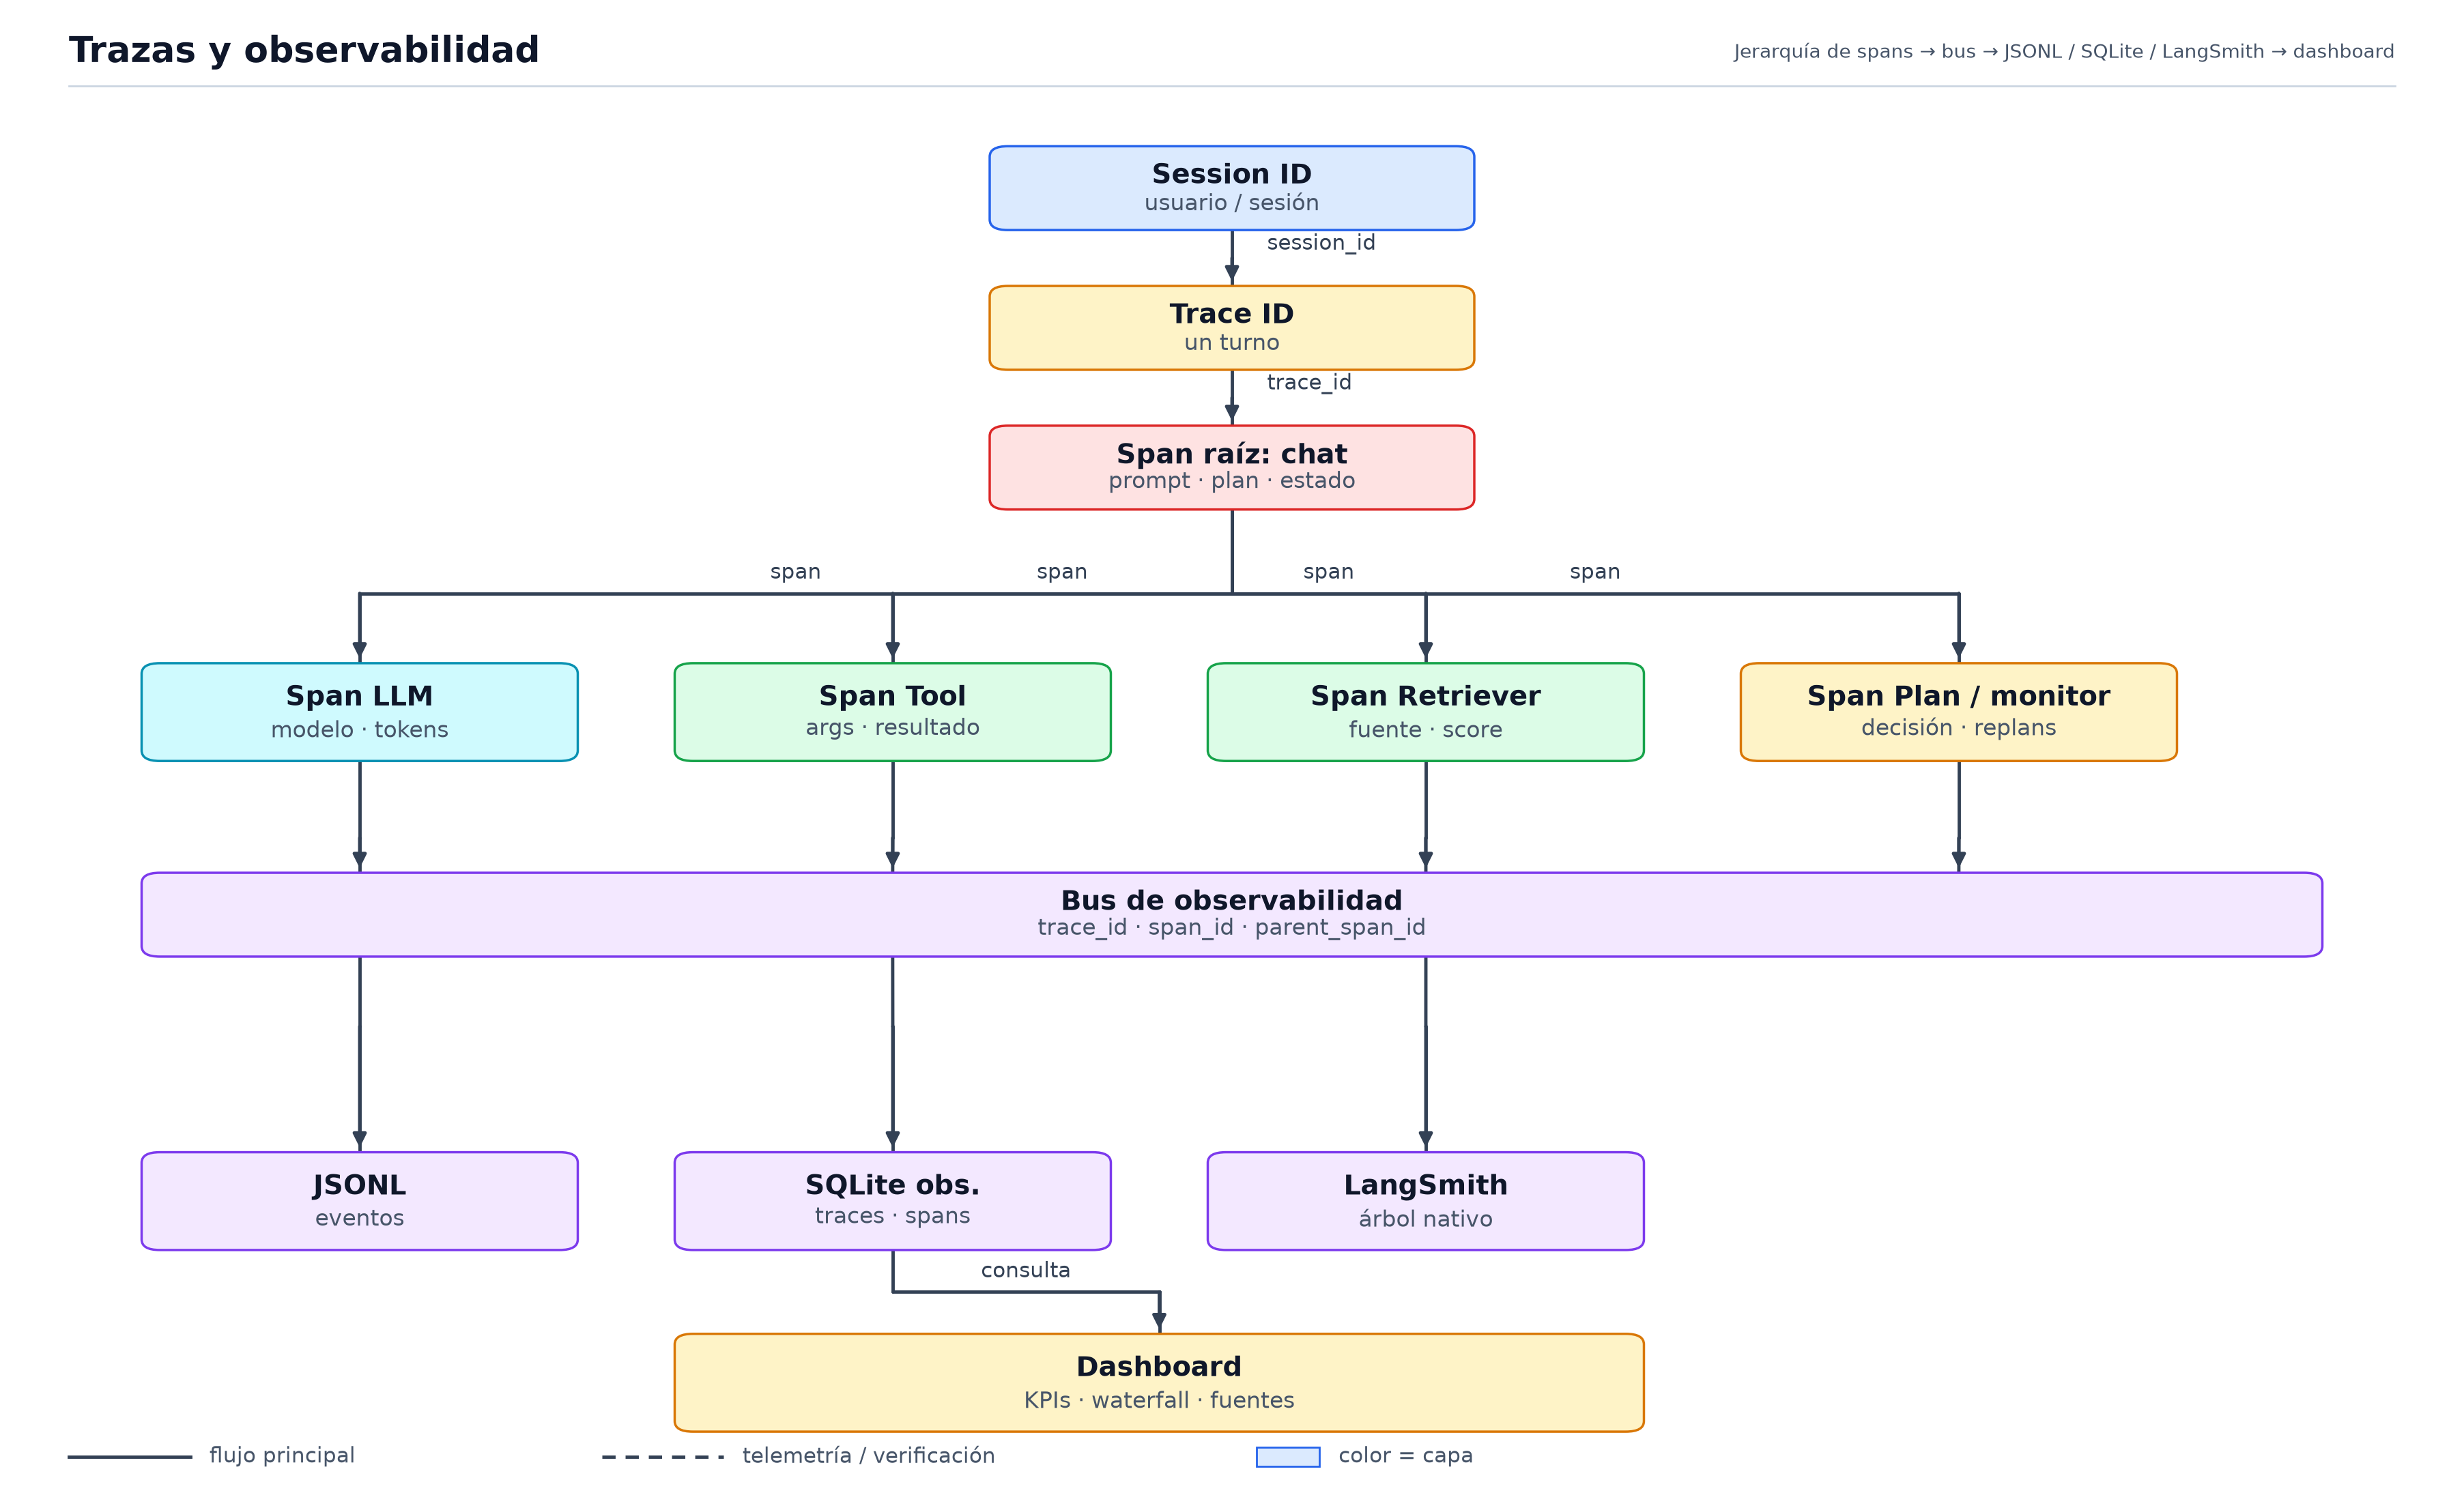 Trazas y observabilidad
Jerarquía de spans → bus → JSONL / SQLite / LangSmith → dashboard
Session ID
usuario / sesión
session_id
Trace ID
un turno
trace_id
Span raíz: chat
prompt · plan · estado
span
span
span
span
Span LLM
modelo · tokens
Span Tool
args · resultado
Span Retriever
fuente · score
Span Plan / monitor
decisión · replans
Bus de observabilidad
trace_id · span_id · parent_span_id
JSONL
eventos
SQLite obs.
traces · spans
LangSmith
árbol nativo
consulta
Dashboard
KPIs · waterfall · fuentes
flujo principal
telemetría / verificación
color = capa